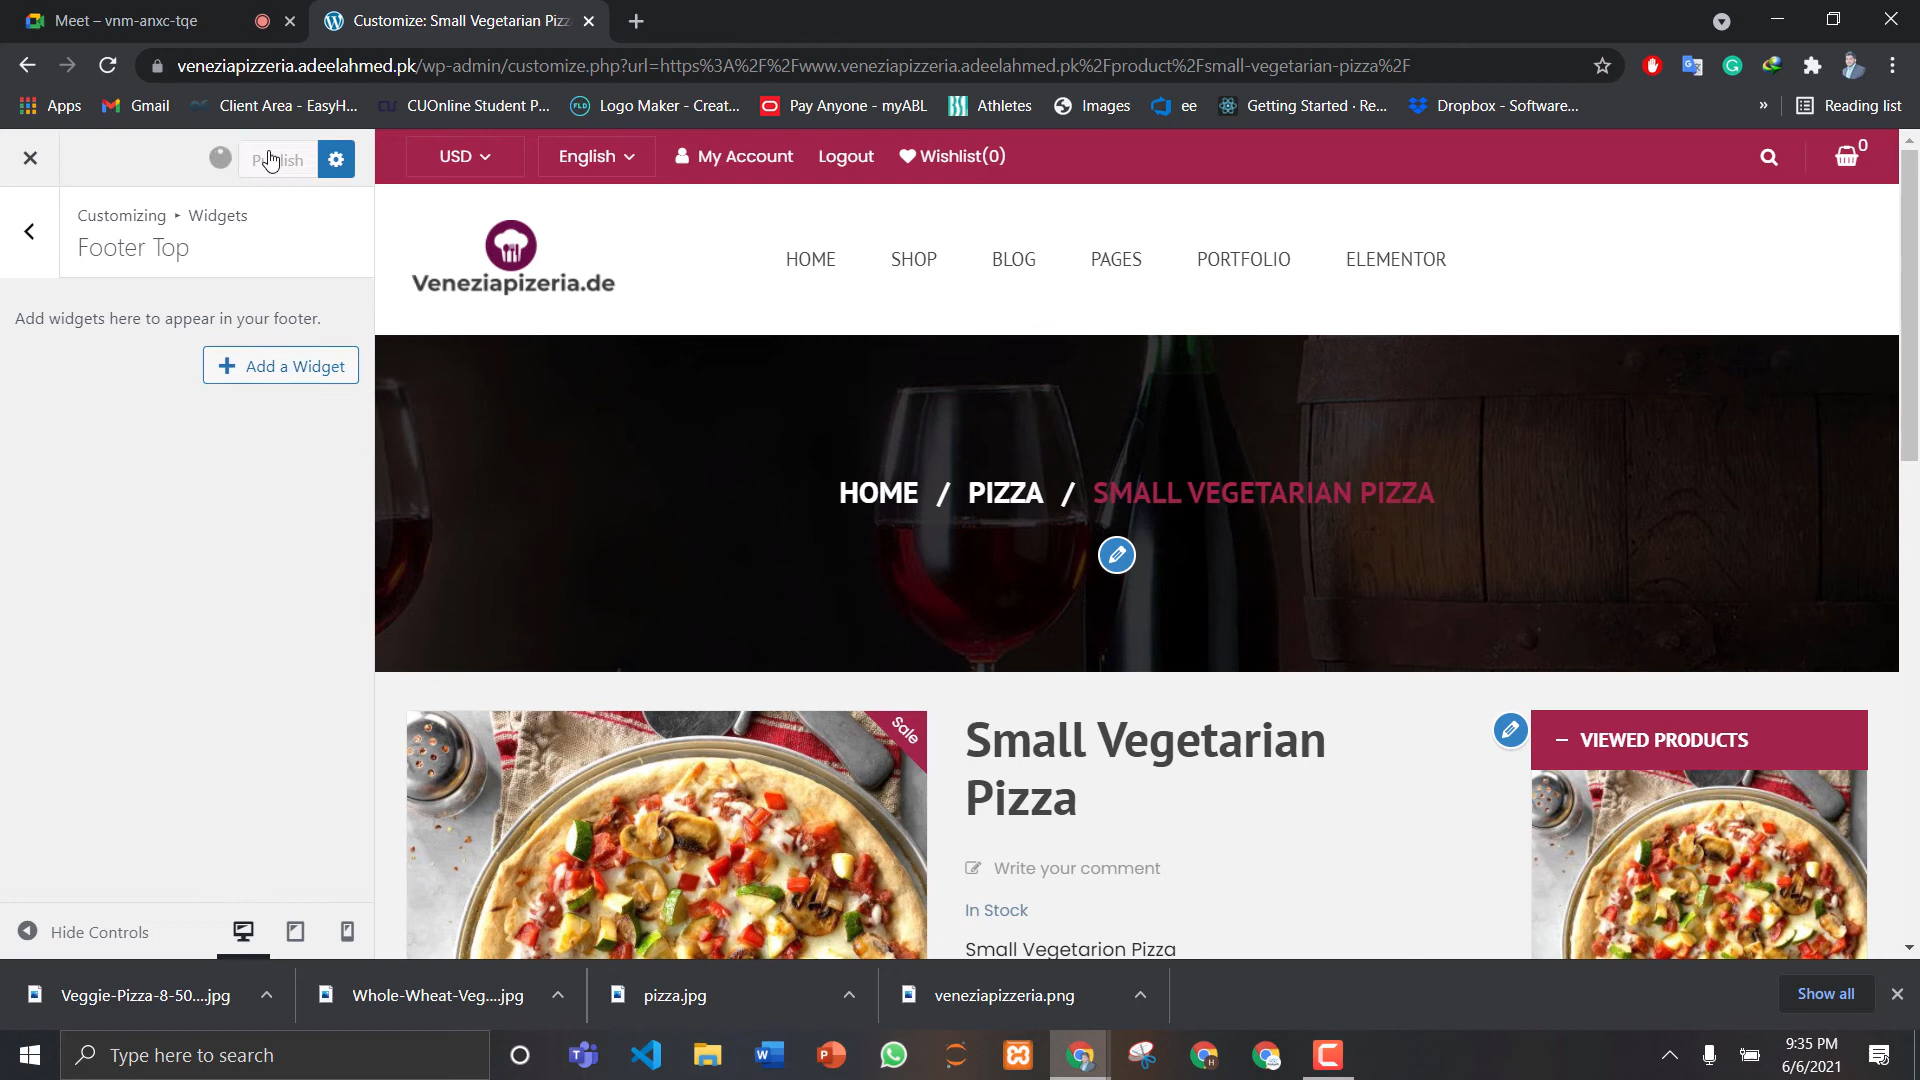 Meet – vnm-anxc-tqe
Customize: Small Vegetarian Pizz
veneziapizzeria.adeelahmed.pk/wp-admin/customize.php?url=https%3A%2F%2Fwww.veneziapizzeria.adeelahmed.pk%2Fproduct%2Fsmall-vegetarian-pizza%2F
Apps
Gmail
Client Area - EasyH...
CUOnline Student P...
Logo Maker - Creat...
Pay Anyone - myABL
Athletes
Images
ee
Getting Started · Re...
Dropbox - Software...
»
Reading list
Publish
Customizing ▸ Widgets
Footer Top
Add widgets here to appear in your footer.
Add a Widget
Hide Controls
USD
English
My Account
Logout
Wishlist(0)
0
Veneziapizeria.de
HOME
SHOP
BLOG
PAGES
PORTFOLIO
ELEMENTOR
HOME / PIZZA / SMALL VEGETARIAN PIZZA
Sale
Small Vegetarian
Pizza
Write your comment
In Stock
Small Vegetarion Pizza
VIEWED PRODUCTS
Veggie-Pizza-8-50....jpg
Whole-Wheat-Veg....jpg
pizza.jpg
veneziapizzeria.png
Show all
Type here to search
9:35 PM
6/6/2021